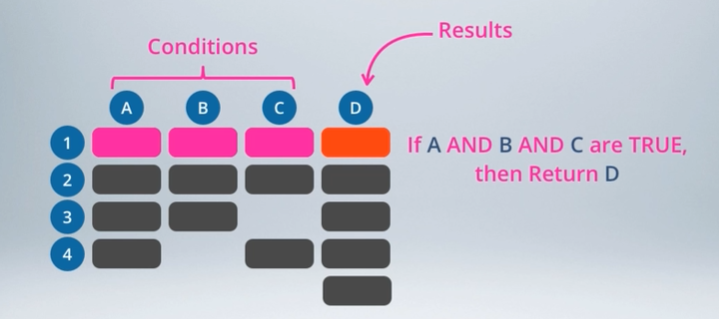 Conditions
Results
A B C D
1
If A AND B AND C are TRUE,
then Return D
2
3
4